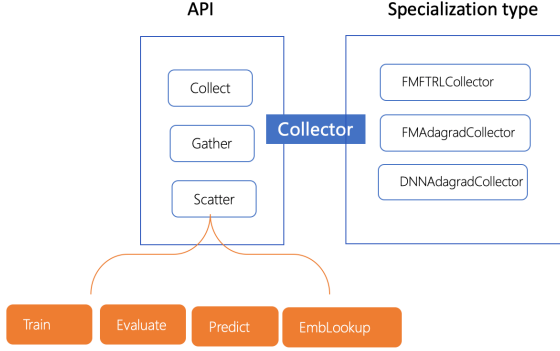 API
Specialization type
Collect
Gather
Scatter
Collector
FMFTRLCollector
FMAdagradCollector
DNNAdagradCollector
Train
Evaluate
Predict
EmbLookup